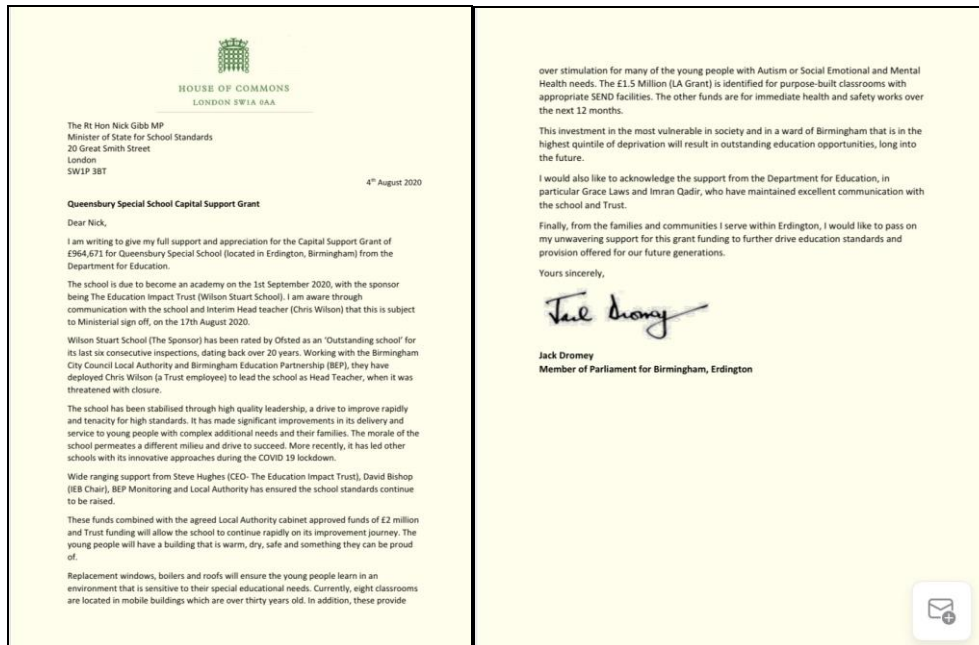 HOUSE OF COMMONS
LONDON SW1A 0AA
The Rt Hon Nick Gibb MP
Minister of State for School Standards
20 Great Smith Street
London
SW1P 3BT
4th August 2020
Queensbury Special School Capital Support Grant
Dear Nick,
I am writing to give my full support and appreciation for the Capital Support Grant of
£964,671 for Queensbury Special School (located in Erdington, Birmingham) from the
Department for Education.
The school is due to become an academy on the 1st September 2020, with the sponsor
being The Education Impact Trust (Wilson Stuart School). I am aware through
communication with the school and Interim Head teacher (Chris Wilson) that this is subject
to Ministerial sign off, on the 17th August 2020.
Wilson Stuart School (The Sponsor) has been rated by Ofsted as an ‘Outstanding school’ for
its last six consecutive inspections, dating back over 20 years. Working with the Birmingham
City Council Local Authority and Birmingham Education Partnership (BEP), they have
deployed Chris Wilson (a Trust employee) to lead the school as Head Teacher, when it was
threatened with closure.
The school has been stabilised through high quality leadership, a drive to improve rapidly
and tenacity for high standards. It has made significant improvements in its delivery and
service to young people with complex additional needs and their families. The morale of the
school permeates a different milieu and drive to succeed. More recently, it has led other
schools with its innovative approaches during the COVID 19 lockdown.
Wide ranging support from Steve Hughes (CEO- The Education Impact Trust), David Bishop
(IEB Chair), BEP Monitoring and Local Authority has ensured the school standards continue
to be raised.
These funds combined with the agreed Local Authority cabinet approved funds of £2 million
and Trust funding will allow the school to continue rapidly on its improvement journey. The
young people will have a building that is warm, dry, safe and something they can be proud
of.
Replacement windows, boilers and roofs will ensure the young people learn in an
environment that is sensitive to their special educational needs. Currently, eight classrooms
are located in mobile buildings which are over thirty years old. In addition, these provide
over stimulation for many of the young people with Autism or Social Emotional and Mental
Health needs. The £1.5 Million (LA Grant) is identified for purpose-built classrooms with
appropriate SEND facilities. The other funds are for immediate health and safety works over
the next 12 months.
This investment in the most vulnerable in society and in a ward of Birmingham that is in the
highest quintile of deprivation will result in outstanding education opportunities, long into
the future.
I would also like to acknowledge the support from the Department for Education, in
particular Grace Laws and Imran Qadir, who have maintained excellent communication with
the school and Trust.
Finally, from the families and communities I serve within Erdington, I would like to pass on
my unwavering support for this grant funding to further drive education standards and
provision offered for our future generations.
Yours sincerely,
Jack Dromey
Jack Dromey
Member of Parliament for Birmingham, Erdington